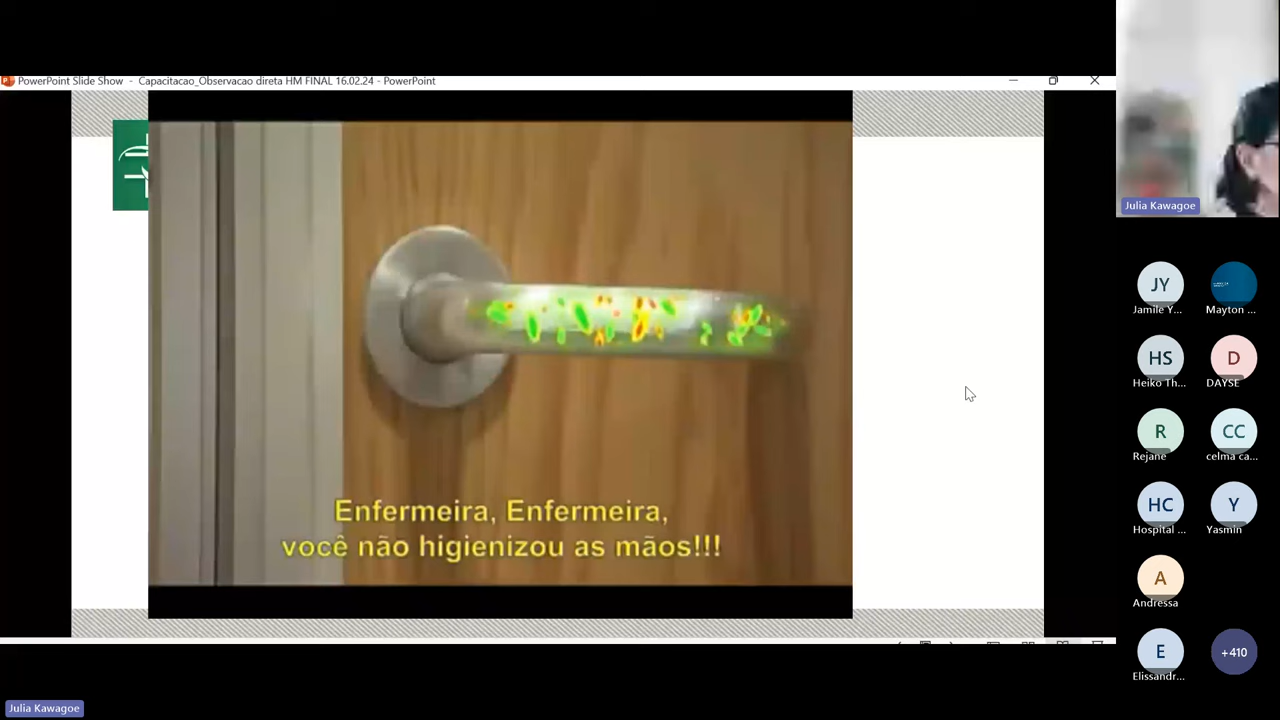 PowerPoint Slide Show - Capacitacao_Observacao direta HM FINAL 16.02.24 - PowerPoint
Enfermeira, Enfermeira,
você não higienizou as mãos!!!
Julia Kawagoe
JY
Jamile Y...
Mayton ...
HS
Heiko Th...
D
DAYSE
R
Rejane
CC
celma ca...
HC
Hospital ...
Y
Yasmin
A
Andressa
E
Elissandr...
+410
Julia Kawagoe